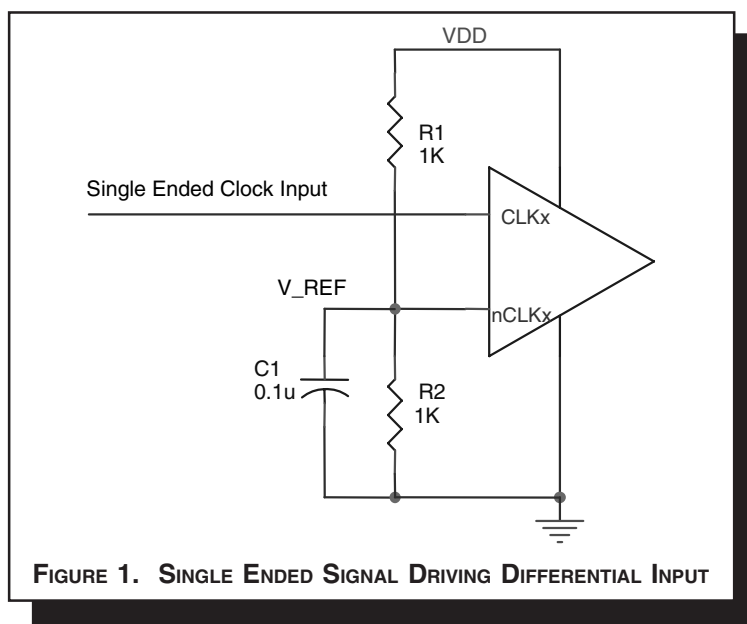 VDD
R1
1K
Single Ended Clock Input
CLKx
V_REF
nCLKx
C1
0.1u
R2
1K
FIGURE 1. SINGLE ENDED SIGNAL DRIVING DIFFERENTIAL INPUT